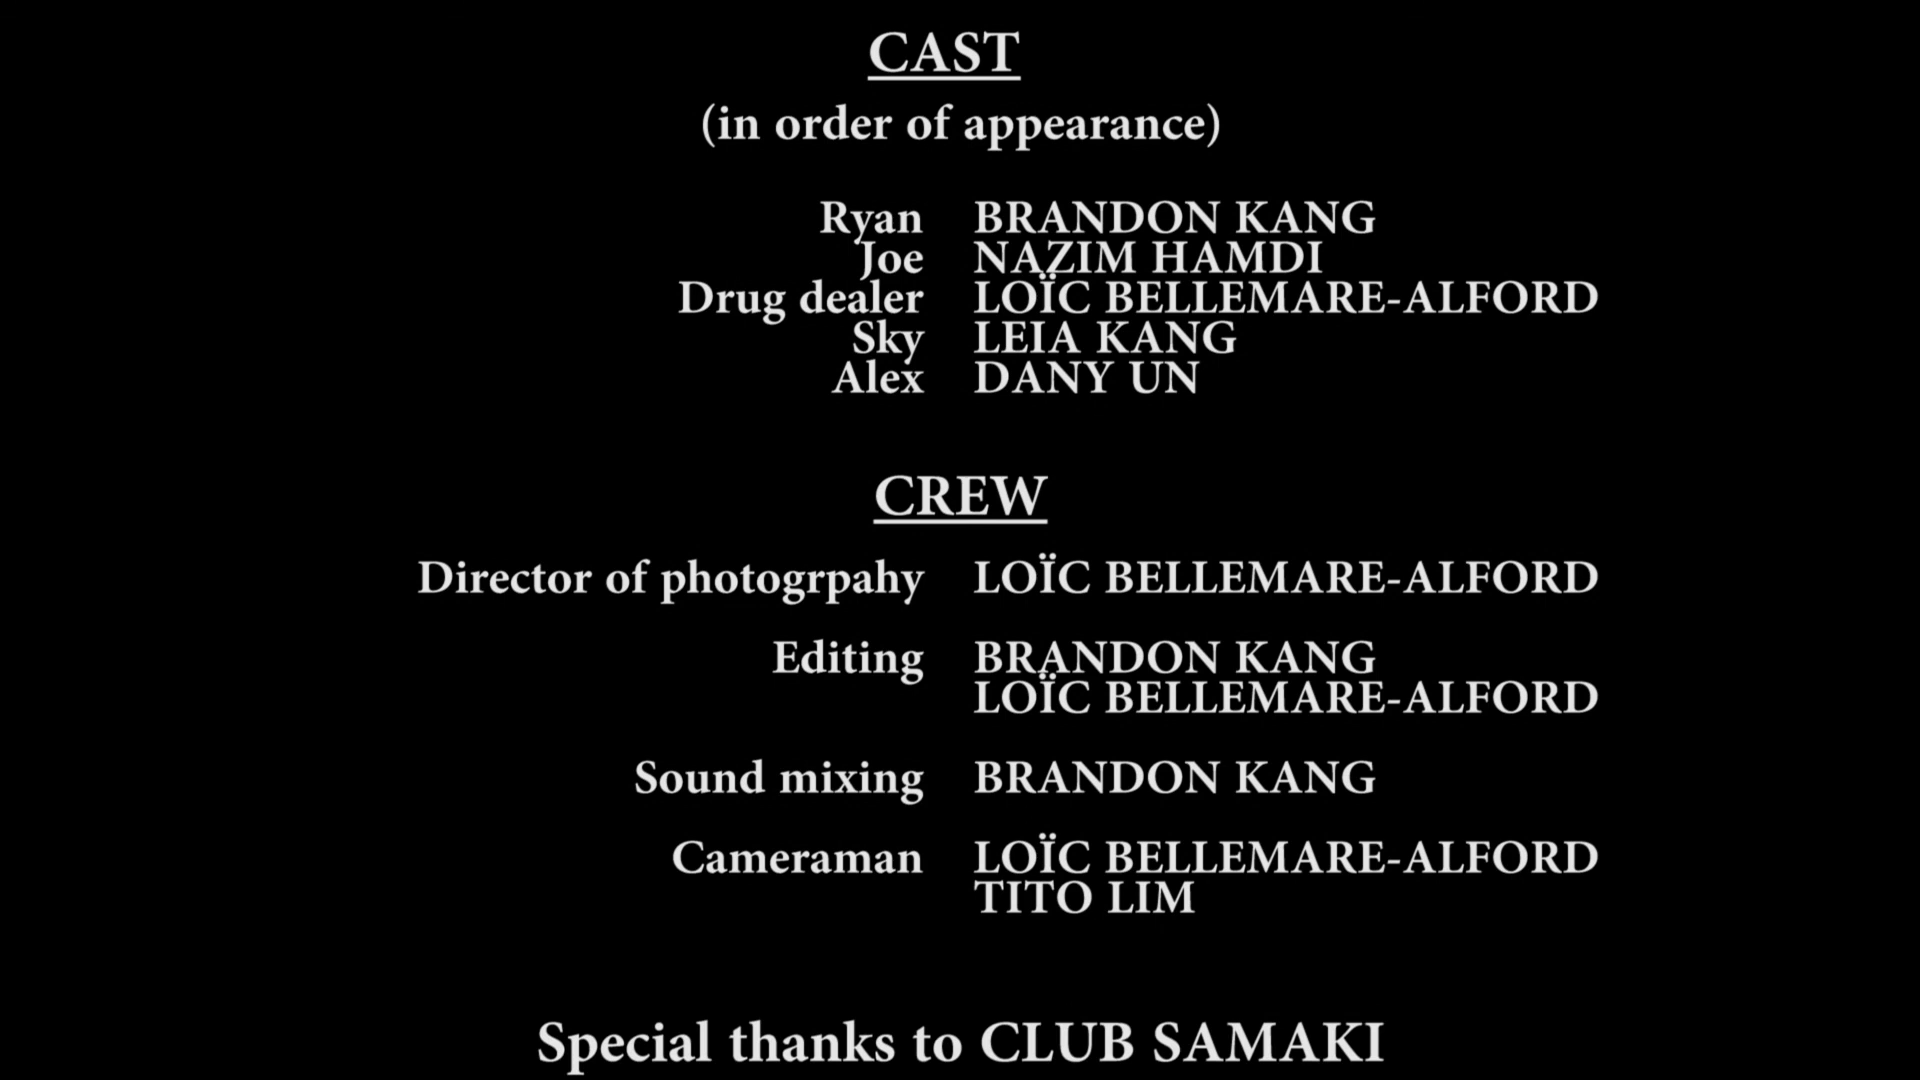 CAST
(in order of appearance)
Ryan BRANDON KANG
Joe NAZIM HAMDI
Drug dealer LOÏC BELLEMARE-ALFORD
Sky LEIA KANG
Alex DANY UN
CREW
Director of photogrpahy LOÏC BELLEMARE-ALFORD
Editing BRANDON KANG
LOÏC BELLEMARE-ALFORD
Sound mixing BRANDON KANG
Cameraman LOÏC BELLEMARE-ALFORD
TITO LIM
Special thanks to CLUB SAMAKI